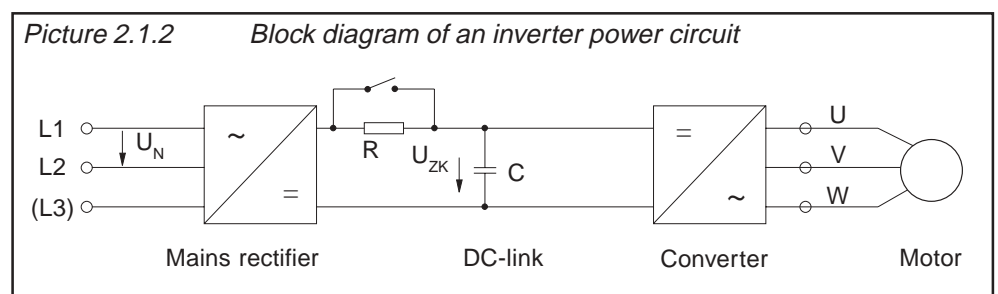 Picture 2.1.2 Block diagram of an inverter power circuit
L1
U_N
L2
(L3)
~
=
R
U_ZK
C
=
~
U
V
W
Mains rectifier DC-link Converter Motor